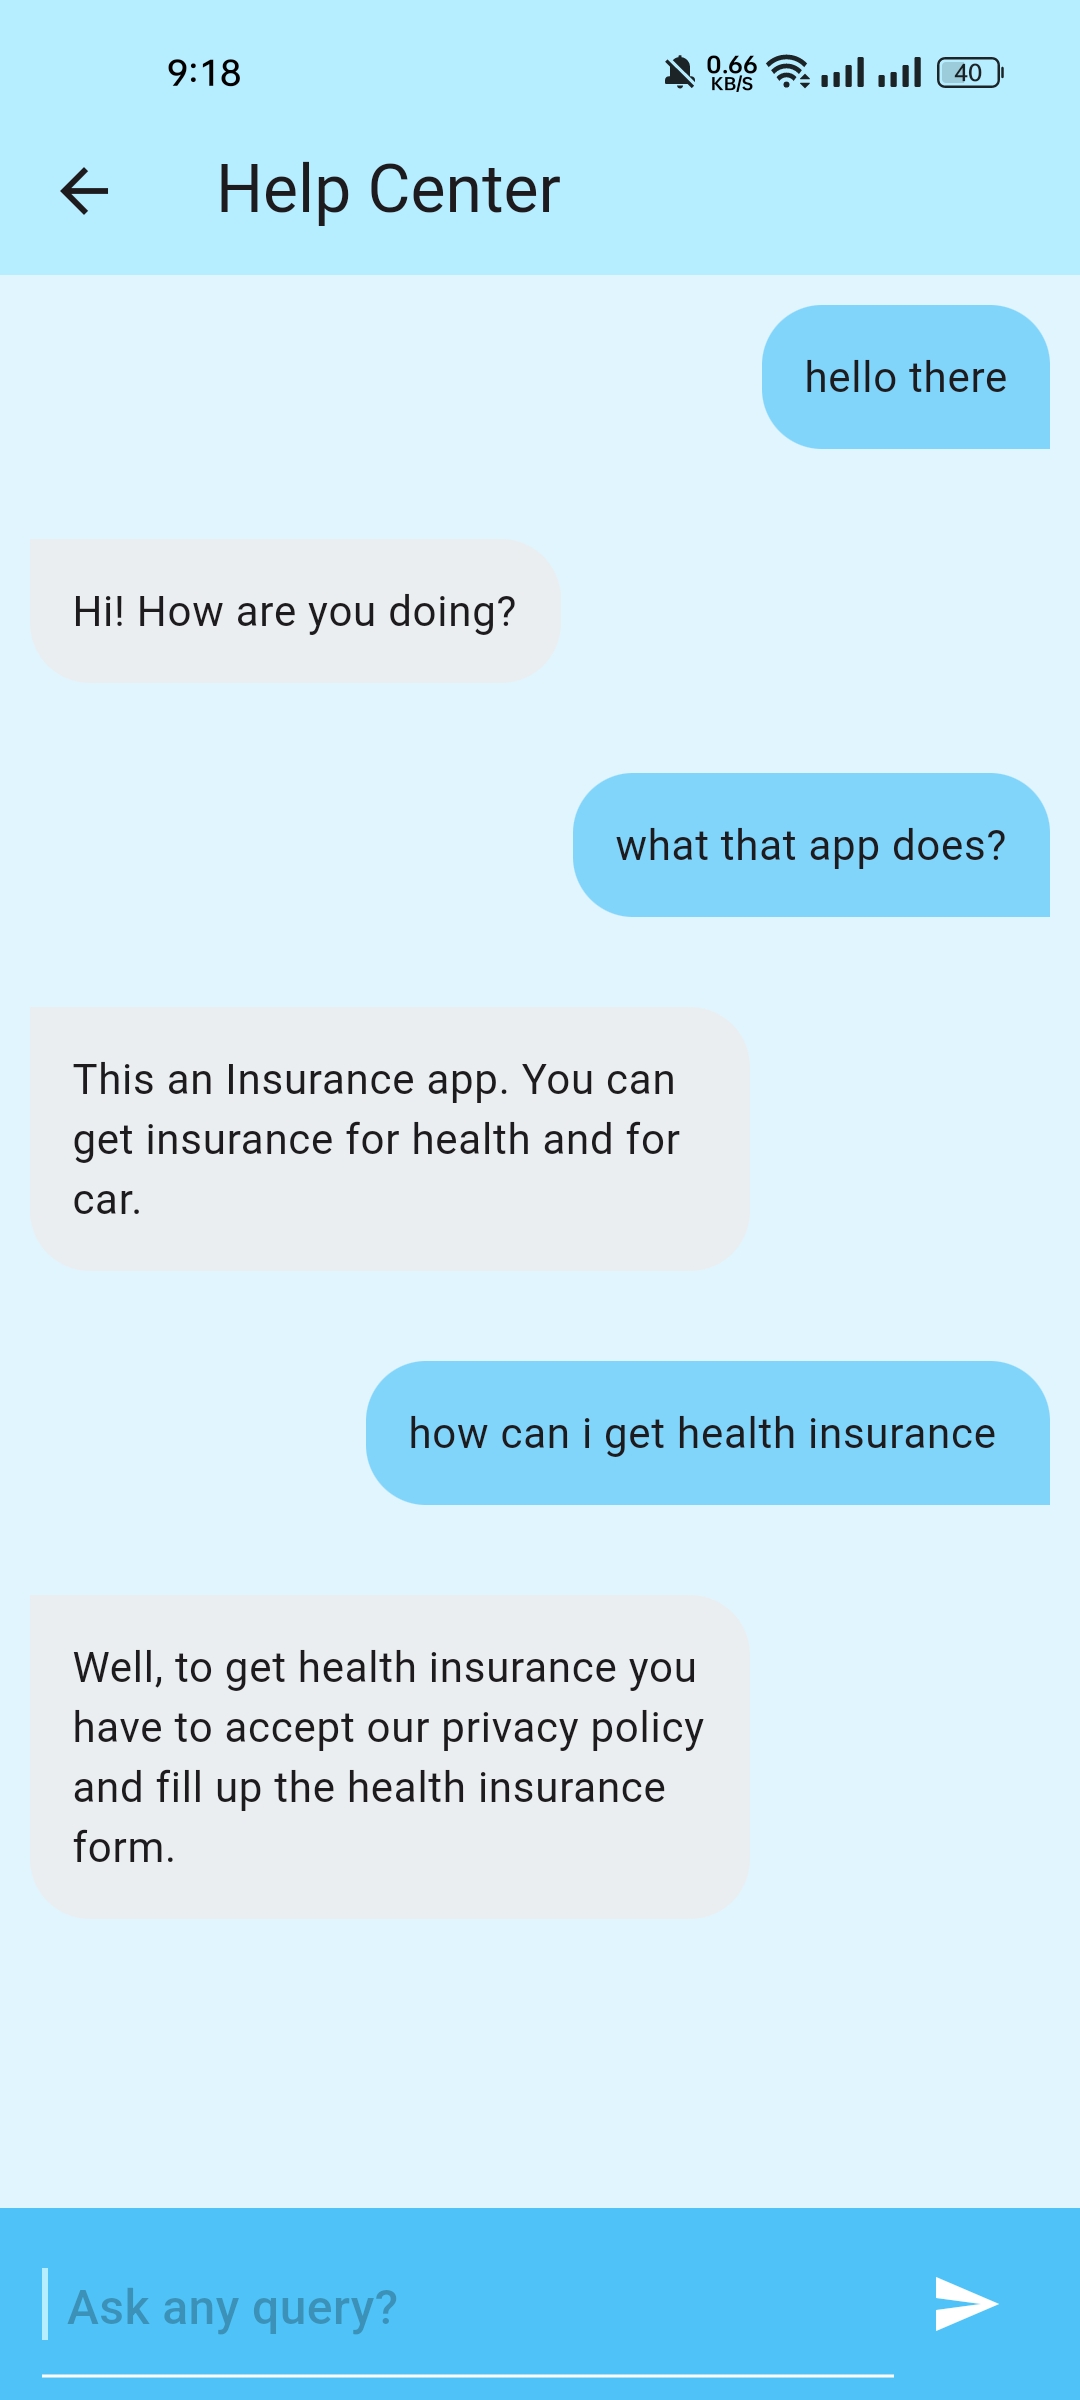 9:18
0.66
KB/S
40
Help Center
hello there
Hi! How are you doing?
what that app does?
This an Insurance app. You can
get insurance for health and for
car.
how can i get health insurance
Well, to get health insurance you
have to accept our privacy policy
and fill up the health insurance
form.
Ask any query?